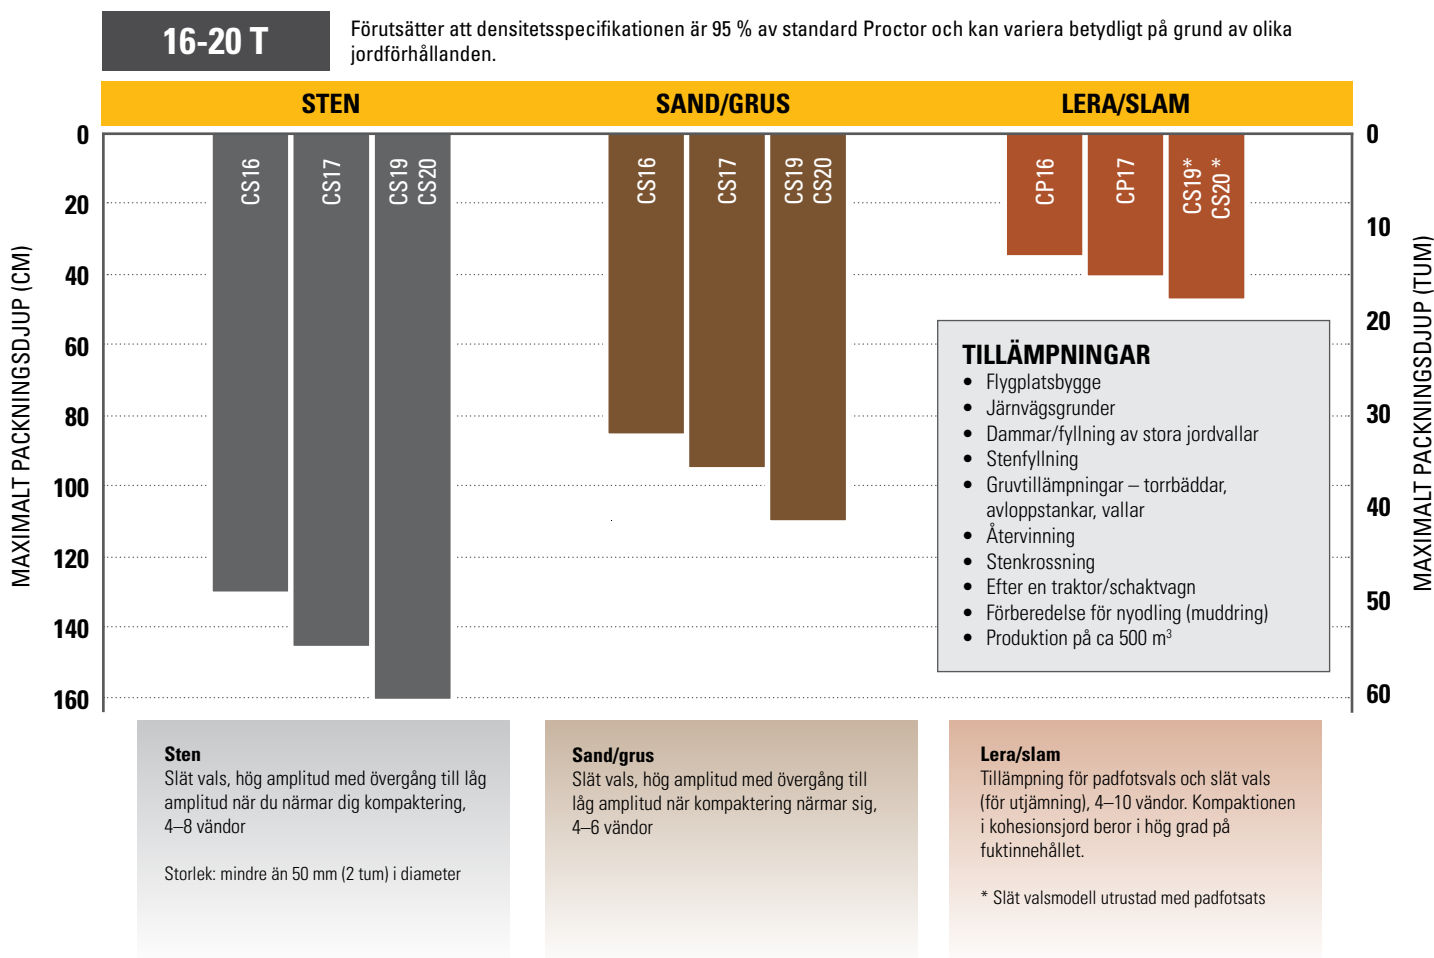 16-20 T
Förutsätter att densitetsspecifikationen är 95 % av standard Proctor och kan variera betydligt på grund av olika
jordförhållanden.
STEN
SAND/GRUS
LERA/SLAM
MAXIMALT PACKNINGSDJUP (CM)
0
20
40
60
80
100
120
140
160
CS16
CS17
CS19
CS20
CS16
CS17
CS19
CS20
CP16
CP17
CS19*
CS20 *
0
10
20
30
40
50
60
MAXIMALT PACKNINGSDJUP (TUM)
TILLÄMPNINGAR
• Flygplatsbygge
• Järnvägsgrunder
• Dammar/fyllning av stora jordvallar
• Stenfyllning
• Gruvtillämpningar – torrbäddar,
avloppstankar, vallar
• Återvinning
• Stenkrossning
• Efter en traktor/schaktvagn
• Förberedelse för nyodling (muddring)
• Produktion på ca 500 m³
Sten
Slät vals, hög amplitud med övergång till låg
amplitud när du närmar dig kompaktering,
4–8 vändor
Storlek: mindre än 50 mm (2 tum) i diameter
Sand/grus
Slät vals, hög amplitud med övergång till
låg amplitud när kompaktering närmar sig,
4–6 vändor
Lera/slam
Tillämpning för padfotsvals och slät vals
(för utjämning), 4–10 vändor. Kompaktionen
i kohesionsjord beror i hög grad på
fuktinnehållet.
* Slät valsmodell utrustad med padfotsats